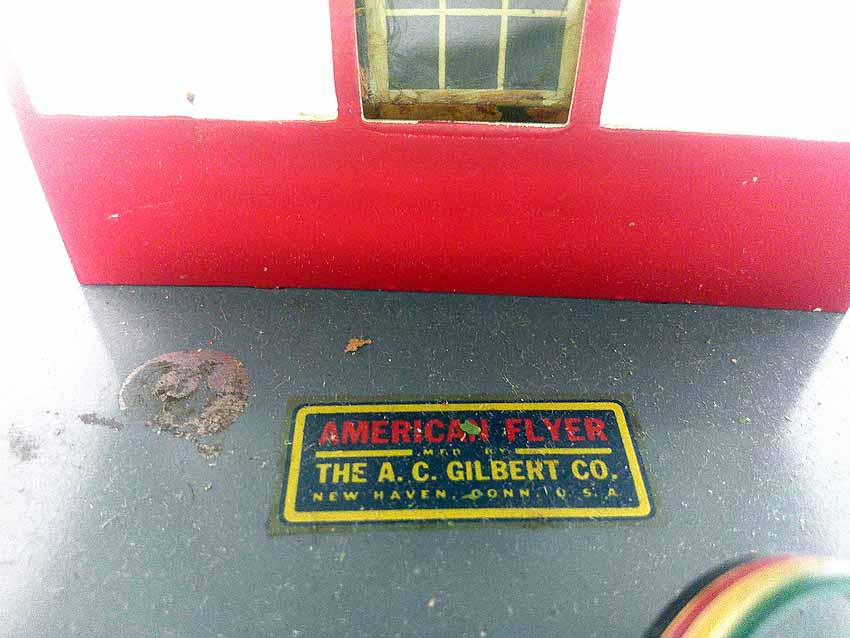 AMERICAN FLYER
MFD BY
THE A. C. GILBERT CO.
NEW HAVEN, CONN. U.S.A.